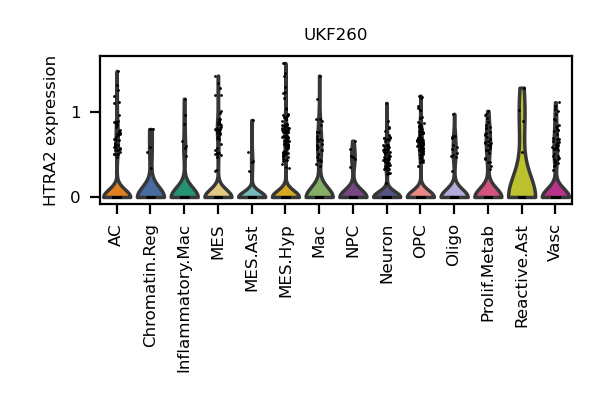 UKF260
HTRA2 expression
1
0
AC
Chromatin.Reg
Inflammatory.Mac
MES
MES.Ast
MES.Hyp
Mac
NPC
Neuron
OPC
Oligo
Prolif.Metab
Reactive.Ast
Vasc